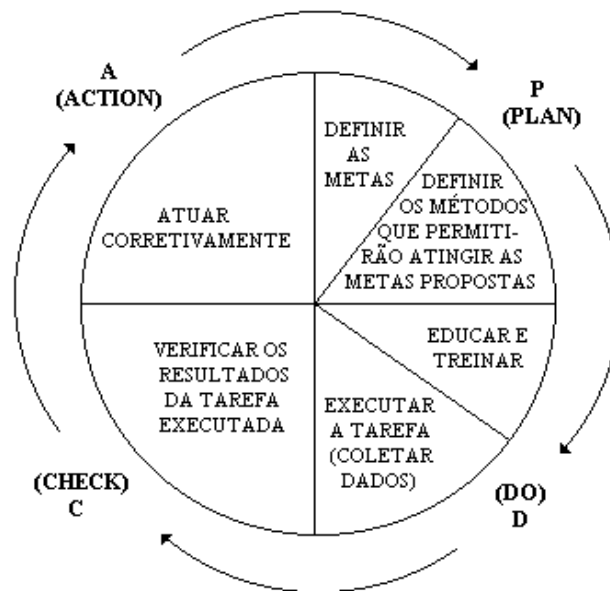 A
(ACTION)
P
(PLAN)
DEFINIR
AS
METAS
DEFINIR
OS MÉTODOS
QUE PERMITI-
RÃO ATINGIR AS
METAS PROPOSTAS
ATUAR
CORRETIVAMENTE
EDUCAR E
TREINAR
VERIFICAR OS
RESULTADOS
DA TAREFA
EXECUTADA
EXECUTAR
A TAREFA
(COLETAR
DADOS)
(CHECK)
C
(DO)
D